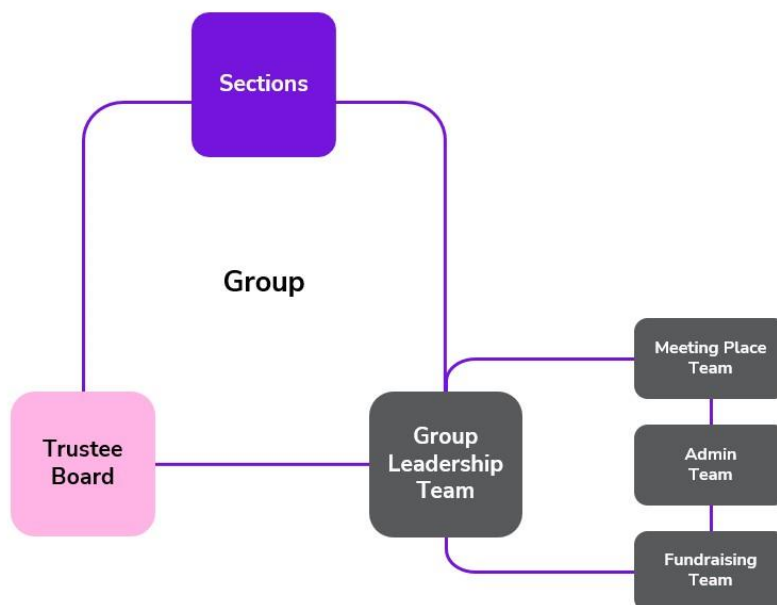 Sections
Group
Meeting Place
Team
Trustee
Board
Group
Leadership
Team
Admin
Team
Fundraising
Team